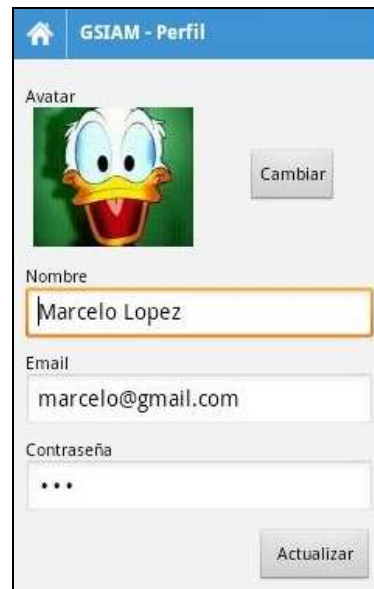 GSIAM - Perfil
Avatar
Cambiar
Nombre
Marcelo Lopez
Email
marcelo@gmail.com
Contraseña
•••
Actualizar